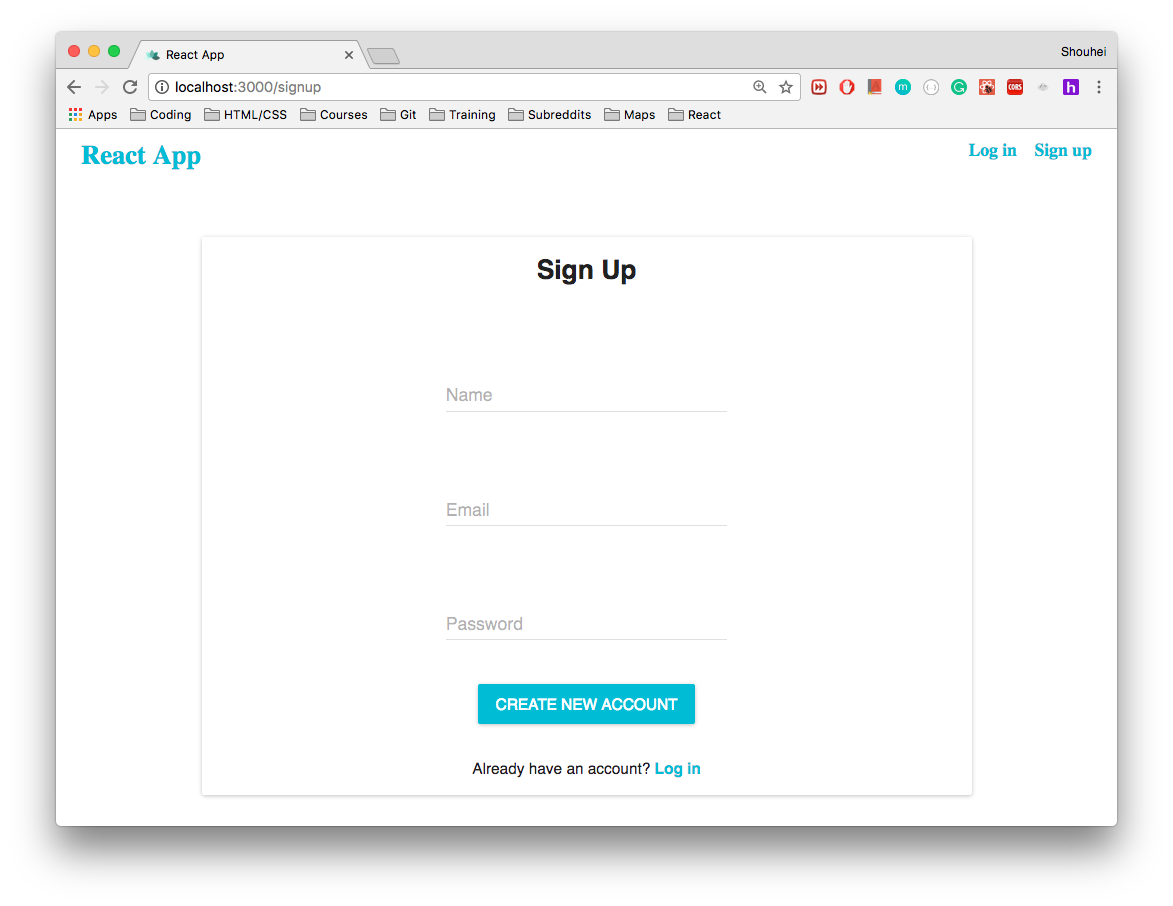 React App
Shouhei
localhost:3000/signup
Apps Coding HTML/CSS Courses Git Training Subreddits Maps React
React App Log in Sign up
Sign Up
Name
Email
Password
CREATE NEW ACCOUNT
Already have an account? Log in